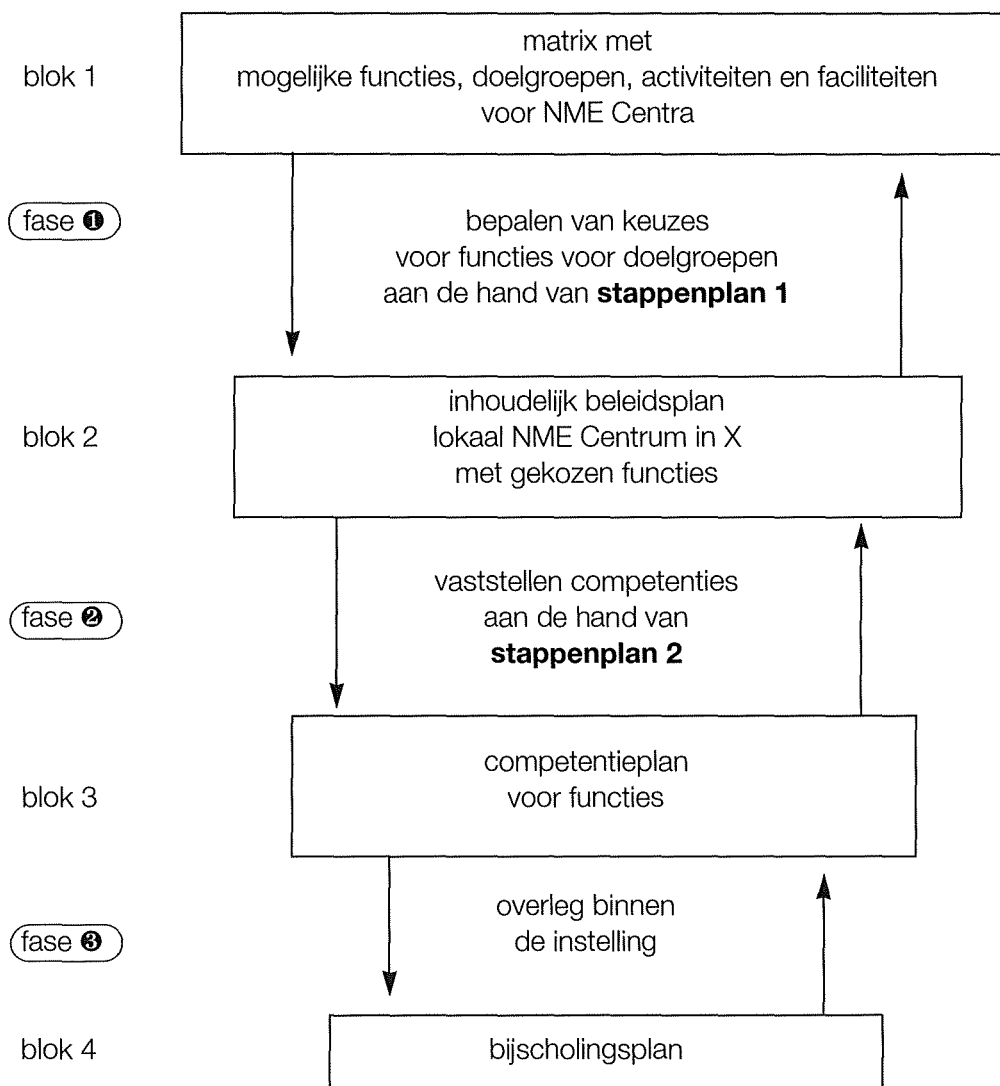 blok 1
matrix met
mogelijke functies, doelgroepen, activiteiten en faciliteiten
voor NME Centra
fase ❶
bepalen van keuzes
voor functies voor doelgroepen
aan de hand van stappenplan 1
blok 2
inhoudelijk beleidsplan
lokaal NME Centrum in X
met gekozen functies
fase ❷
vaststellen competenties
aan de hand van
stappenplan 2
blok 3
competentieplan
voor functies
fase ❸
overleg binnen
de instelling
blok 4
bijscholingsplan